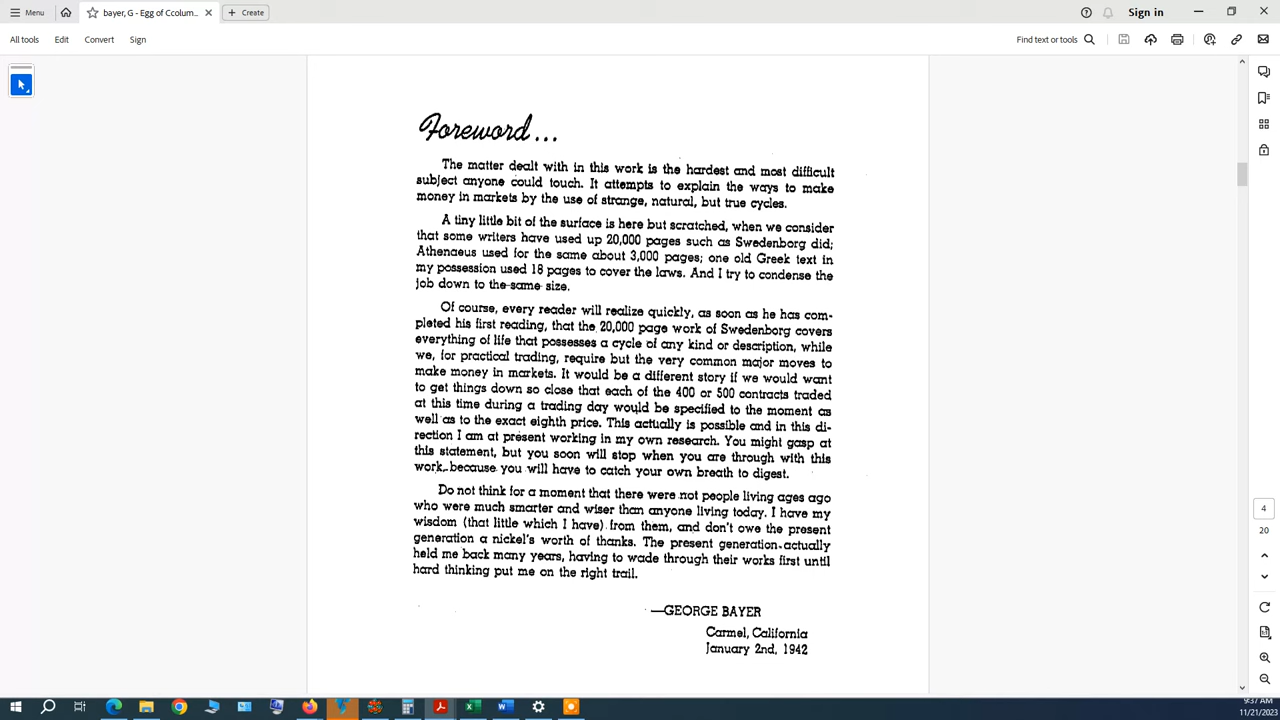 Menu
bayer, G - Egg of Ccolum...
Create
Sign in
All tools
Edit
Convert
Sign
Find text or tools
Foreword...
The matter dealt with in this work is the hardest and most difficult
subject anyone could touch. It attempts to explain the ways to make
money in markets by the use of strange, natural, but true cycles.
A tiny little bit of the surface is here but scratched, when we consider
that some writers have used up 20,000 pages such as Swedenborg did;
Athenaeus used for the same about 3,000 pages; one old Greek text in
my possession used 18 pages to cover the laws. And I try to condense the
job down to the same size.
Of course, every reader will realize quickly, as soon as he has com-
pleted his first reading, that the 20,000 page work of Swedenborg covers
everything of life that possesses a cycle of any kind or description, while
we, for practical trading, require but the very common major moves to
make money in markets. It would be a different story if we would want
to get things down so close that each of the 400 or 500 contracts traded
at this time during a trading day would be specified to the moment as
well as to the exact eighth price. This actually is possible and in this di-
rection I am at present working in my own research. You might gasp at
this statement, but you soon will stop when you are through with this
work, because you will have to catch your own breath to digest.
Do not think for a moment that there were not people living ages ago
who were much smarter and wiser than anyone living today. I have my
wisdom (that little which I have) from them, and don't owe the present
generation a nickel's worth of thanks. The present generation actually
held me back many years, having to wade through their works first until
hard thinking put me on the right trail.
—GEORGE BAYER
Carmel, California
January 2nd, 1942
4
20
9:37 AM
11/21/2023